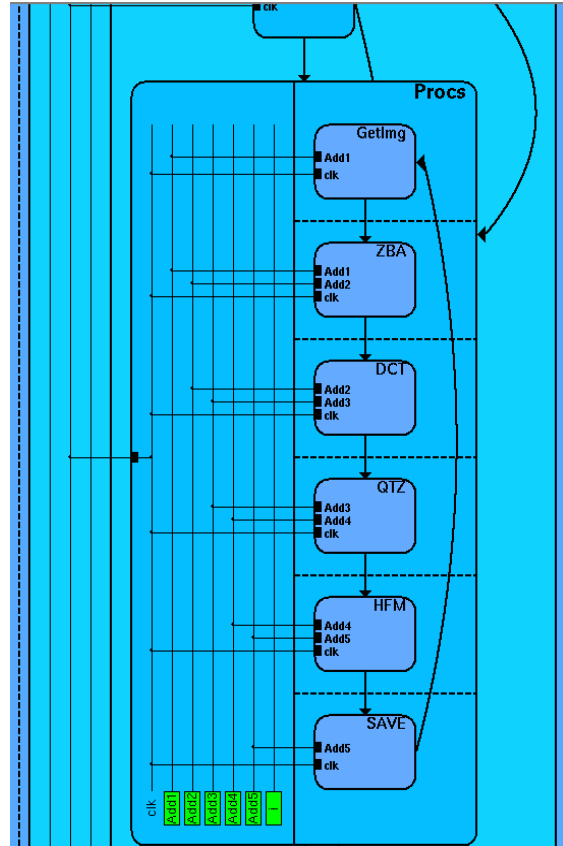 clk
Procs
GetImg
Add1
clk
ZBA
Add1
Add2
clk
DCT
Add2
Add3
clk
QTZ
Add3
Add4
clk
HFM
Add4
Add5
clk
SAVE
Add5
clk
clk
Add1
Add2
Add3
Add4
Add5
i